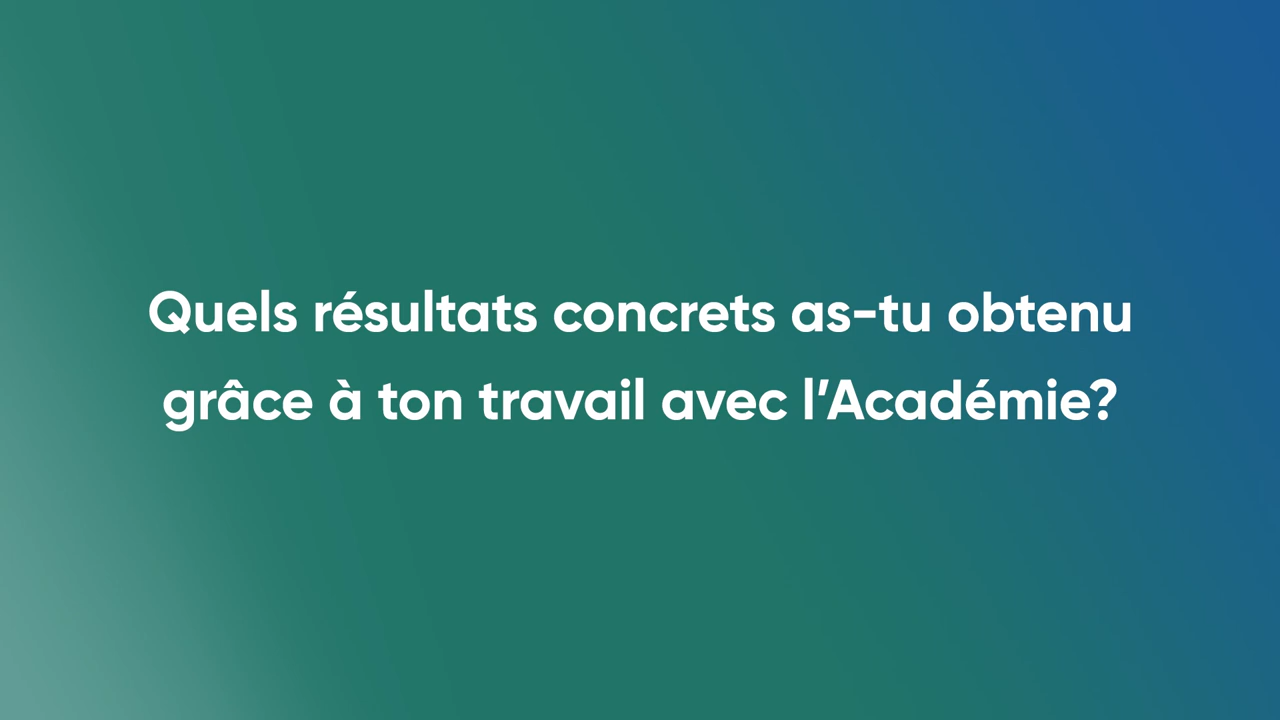 Quels résultats concrets as-tu obtenu
grâce à ton travail avec l’Académie?